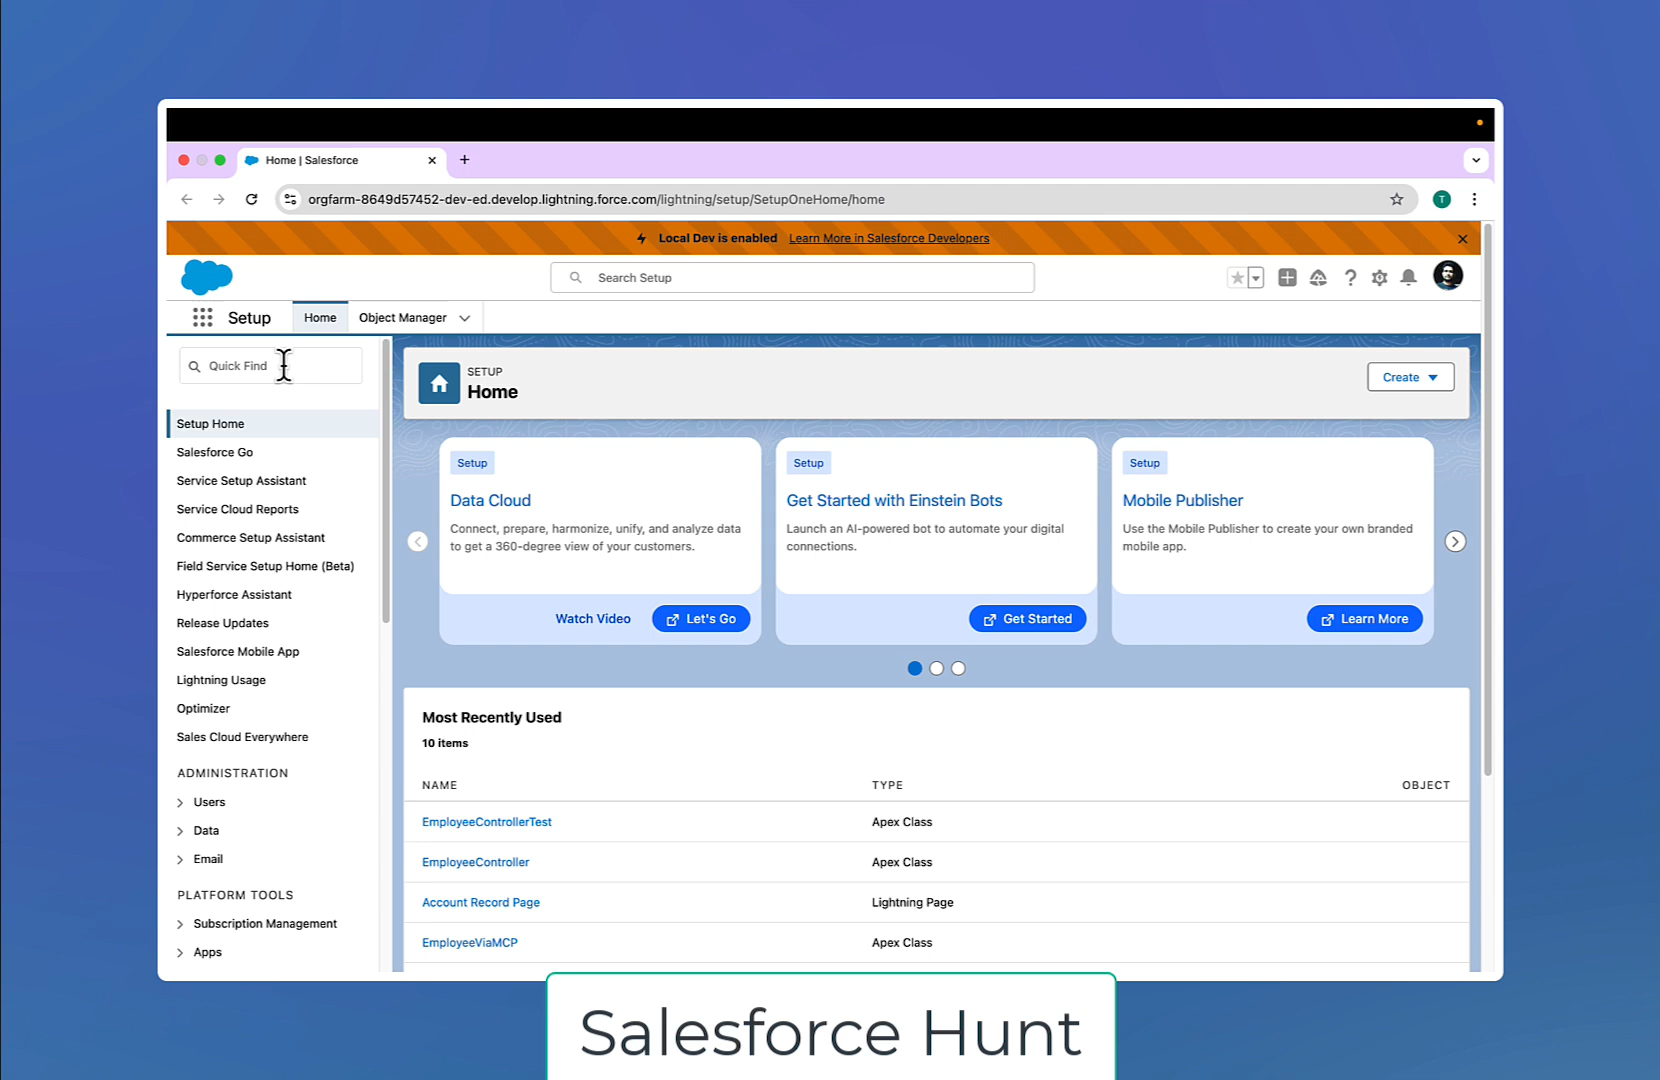 Home | Salesforce
orgfarm-8649d57452-dev-ed.develop.lightning.force.com/lightning/setup/SetupOneHome/home
T
Local Dev is enabled Learn More in Salesforce Developers
Search Setup
Setup Home Object Manager
Quick Find
Setup Home
Salesforce Go
Service Setup Assistant
Service Cloud Reports
Commerce Setup Assistant
Field Service Setup Home (Beta)
Hyperforce Assistant
Release Updates
Salesforce Mobile App
Lightning Usage
Optimizer
Sales Cloud Everywhere
ADMINISTRATION
Users
Data
Email
PLATFORM TOOLS
Subscription Management
Apps
SETUP
Home
Create
Setup
Data Cloud
Connect, prepare, harmonize, unify, and analyze data
to get a 360-degree view of your customers.
Watch Video Let's Go
Setup
Get Started with Einstein Bots
Launch an AI-powered bot to automate your digital
connections.
Get Started
Setup
Mobile Publisher
Use the Mobile Publisher to create your own branded
mobile app.
Learn More
Most Recently Used
10 items
NAME TYPE OBJECT
EmployeeControllerTest Apex Class
EmployeeController Apex Class
Account Record Page Lightning Page
EmployeeViaMCP Apex Class
Salesforce Hunt